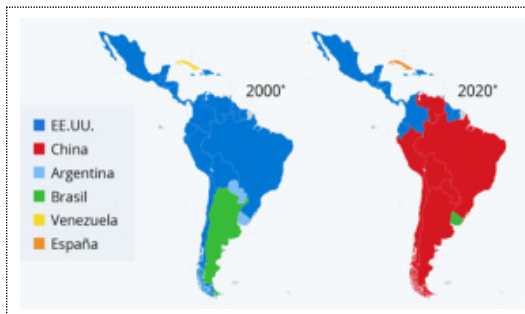 2000*
2020*
EE.UU.
China
Argentina
Brasil
Venezuela
España